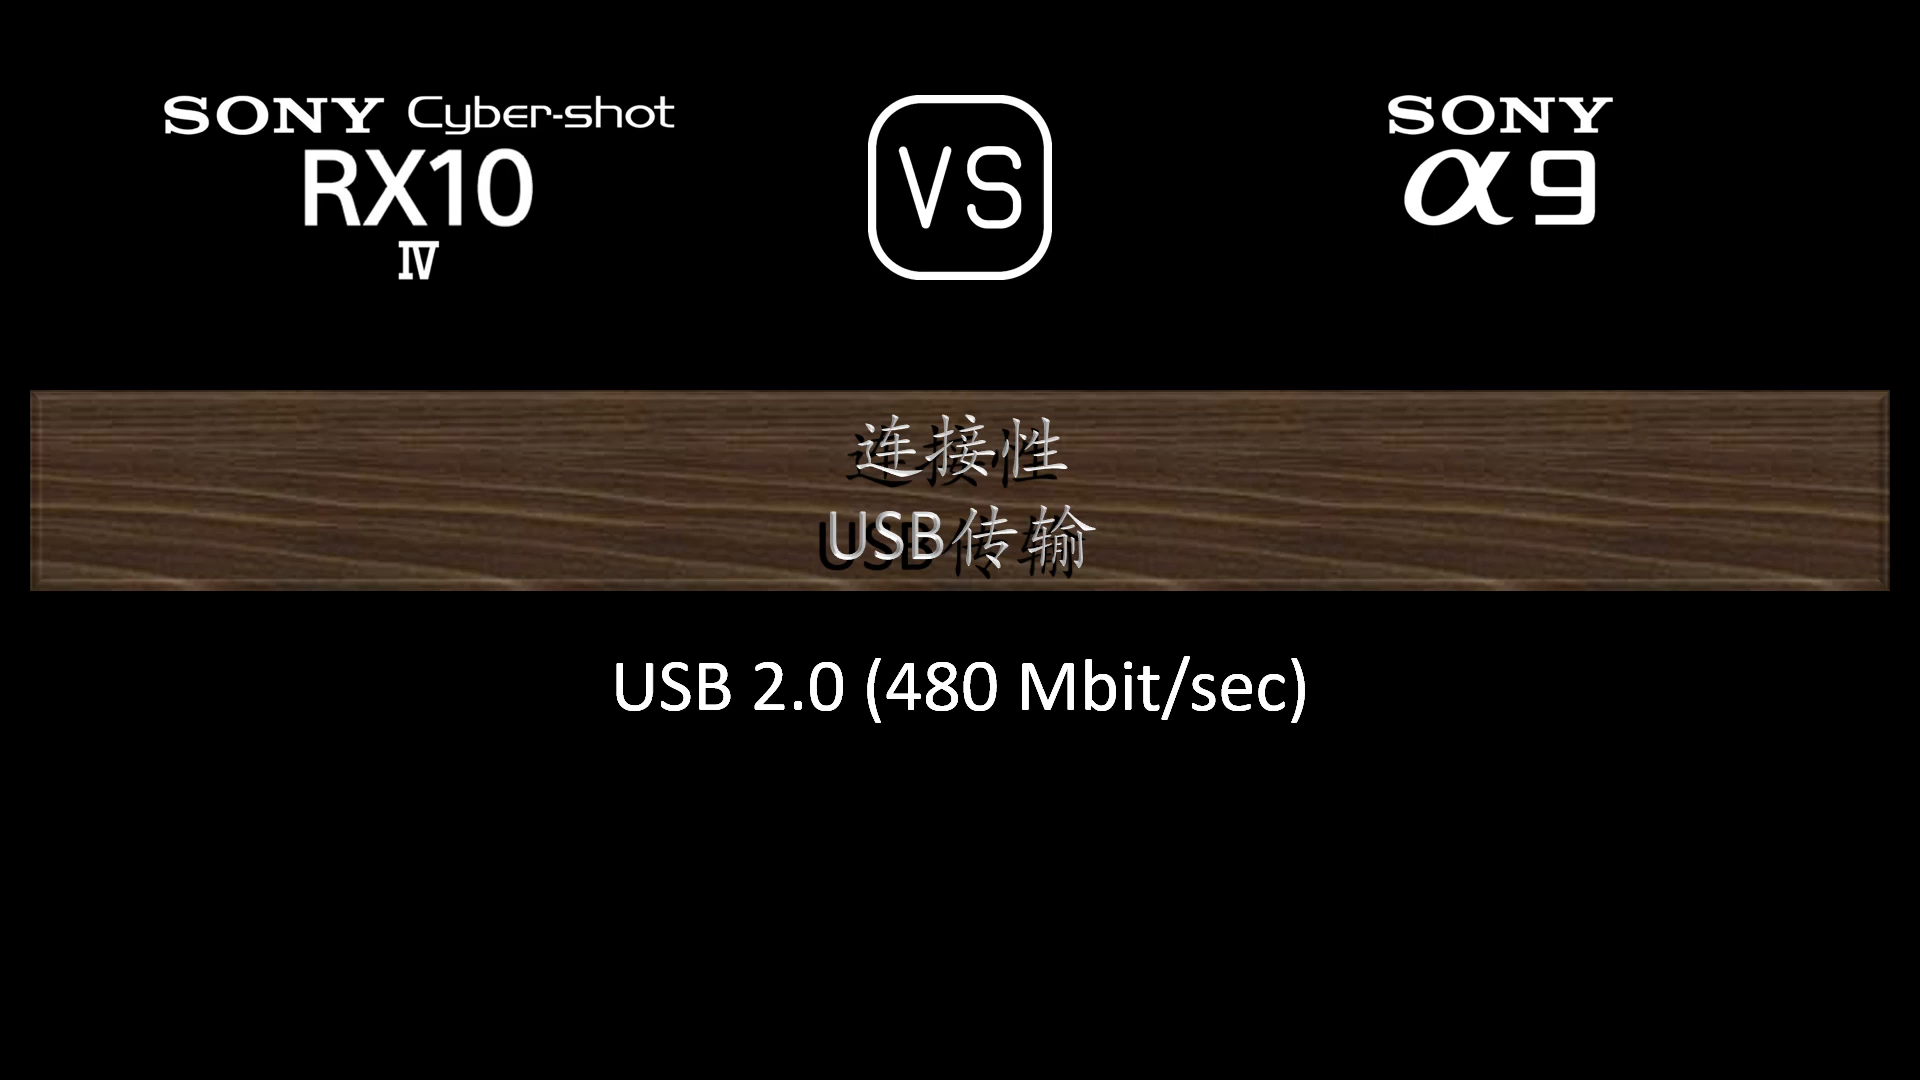 SONY Cyber-shot
RX10
IV
VS
SONY
α9
连接性
USB传输
USB 2.0 (480 Mbit/sec)